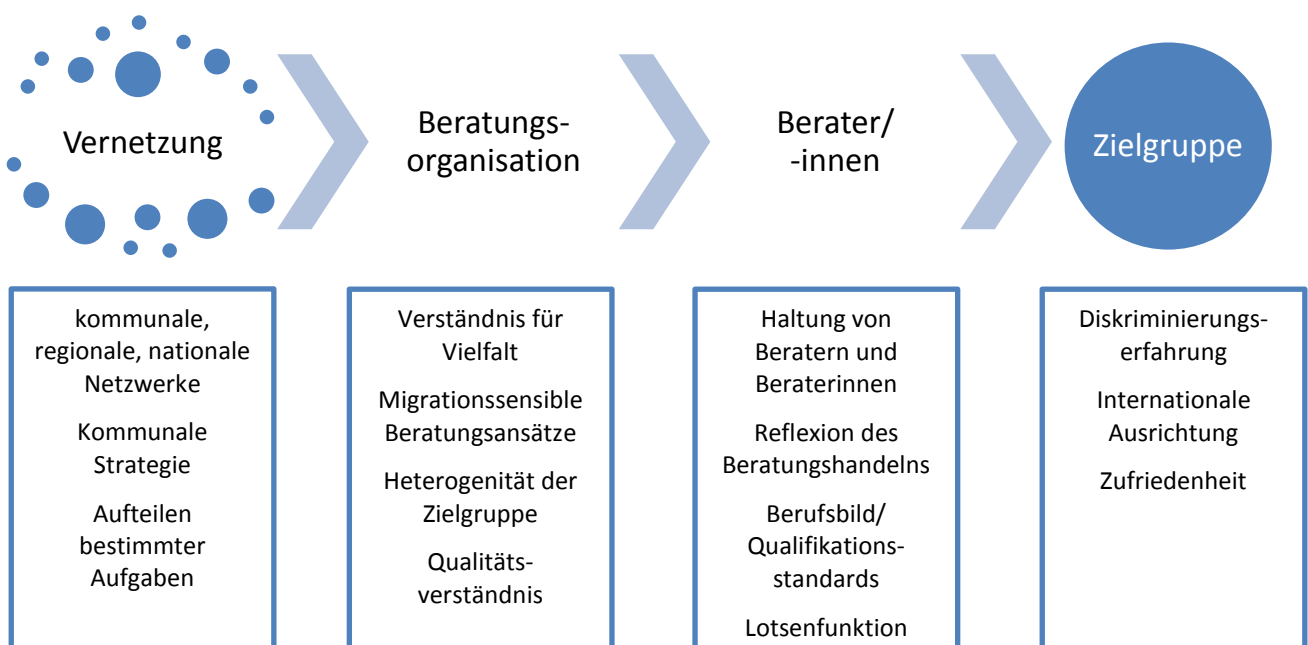 Vernetzung
Beratungs-
organisation
Berater/
-innen
Zielgruppe
kommunale,
regionale, nationale
Netzwerke
Kommunale
Strategie
Aufteilen
bestimmter
Aufgaben
Verständnis für
Vielfalt
Migrationssensible
Beratungsansätze
Heterogenität der
Zielgruppe
Qualitäts-
verständnis
Haltung von
Beratern und
Beraterinnen
Reflexion des
Beratungshandelns
Berufsbild/
Qualifikations-
standards
Lotsenfunktion
Diskriminierungs-
erfahrung
Internationale
Ausrichtung
Zufriedenheit